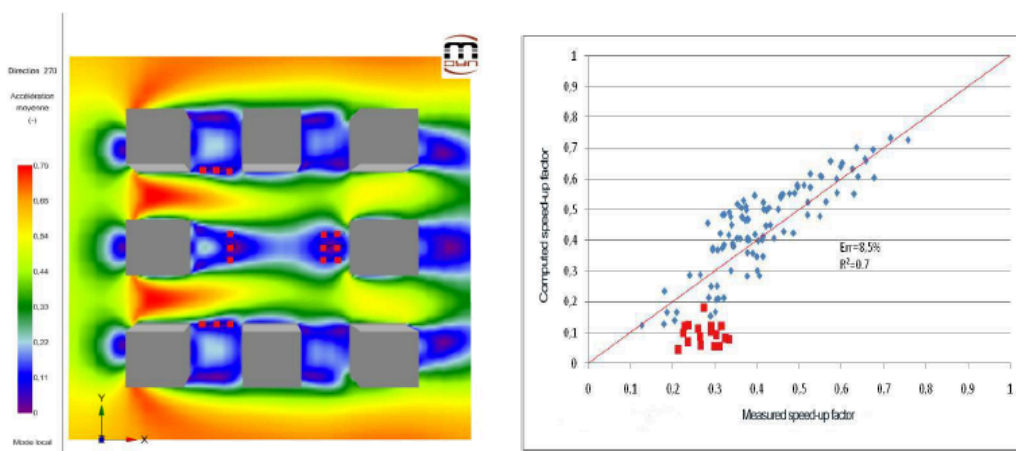 m
DYN
Direction 270
Accélération
moyenne
(-)
0,76
0,65
0,54
0,44
0,33
0,22
0,11
0
Y
X
Mode local
Computed speed-up factor
1
0,9
0,8
0,7
0,6
0,5
0,4
0,3
0,2
0,1
0
Err=8,5%
R²=0.7
0 0,1 0,2 0,3 0,4 0,5 0,6 0,7 0,8 0,9 1
Measured speed-up factor